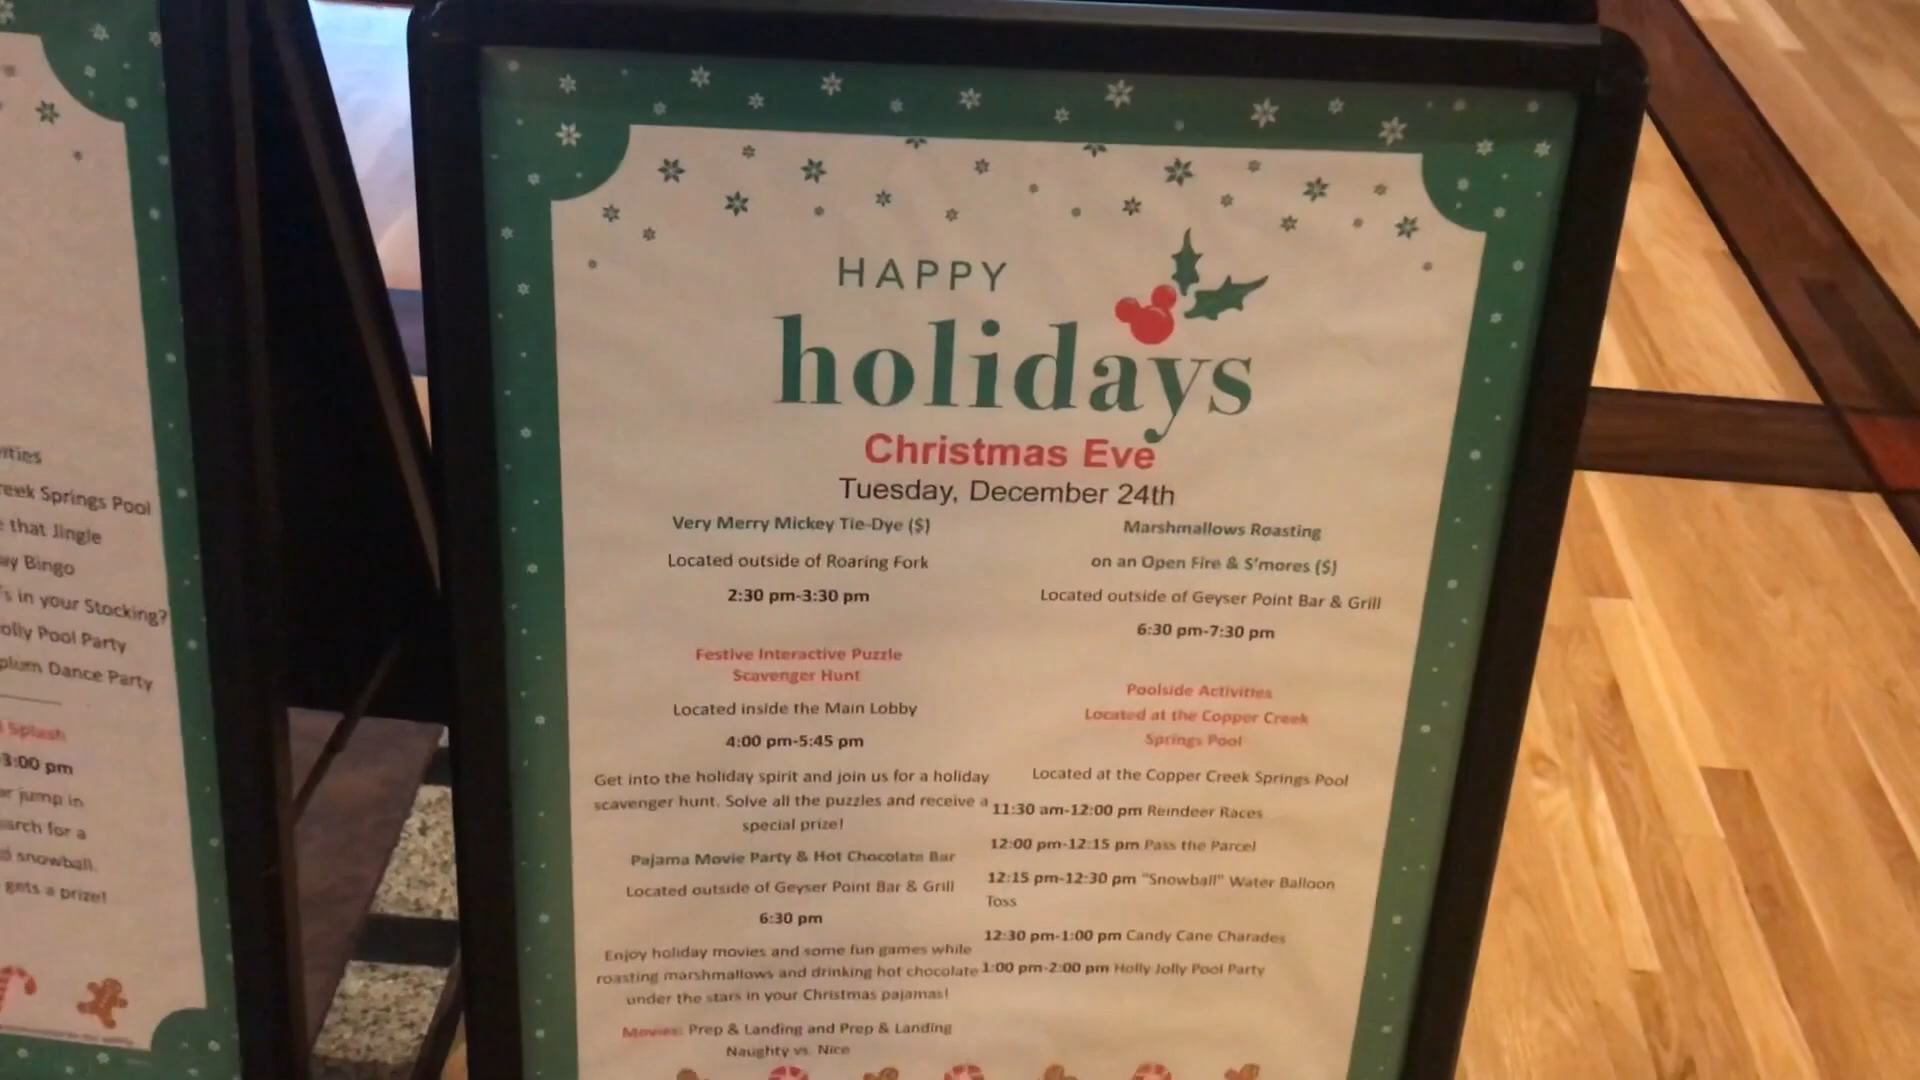 ities
reek Springs Pool
that Jingle
ay Bingo
's in your Stocking?
olly Pool Party
plum Dance Party
Splash
3:00 pm
ar jump in
arch for a
snowball.
gets a prize!
HAPPY
holidays
Christmas Eve
Tuesday, December 24th
Very Merry Mickey Tie-Dye ($)
Located outside of Roaring Fork
2:30 pm-3:30 pm
Festive Interactive Puzzle
Scavenger Hunt
Located inside the Main Lobby
4:00 pm-5:45 pm
Get into the holiday spirit and join us for a holiday
scavenger hunt. Solve all the puzzles and receive a
special prize!
Pajama Movie Party & Hot Chocolate Bar
Located outside of Geyser Point Bar & Grill
6:30 pm
Enjoy holiday movies and some fun games while
roasting marshmallows and drinking hot chocolate
under the stars in your Christmas pajamas!
Movies: Prep & Landing and Prep & Landing
Naughty vs. Nice
Marshmallows Roasting
on an Open Fire & S'mores ($)
Located outside of Geyser Point Bar & Grill
6:30 pm-7:30 pm
Poolside Activities
Located at the Copper Creek
Springs Pool
Located at the Copper Creek Springs Pool
11:30 am-12:00 pm Reindeer Races
12:00 pm-12:15 pm Pass the Parcel
12:15 pm-12:30 pm "Snowball" Water Balloon
Toss
12:30 pm-1:00 pm Candy Cane Charades
1:00 pm-2:00 pm Holly Jolly Pool Party